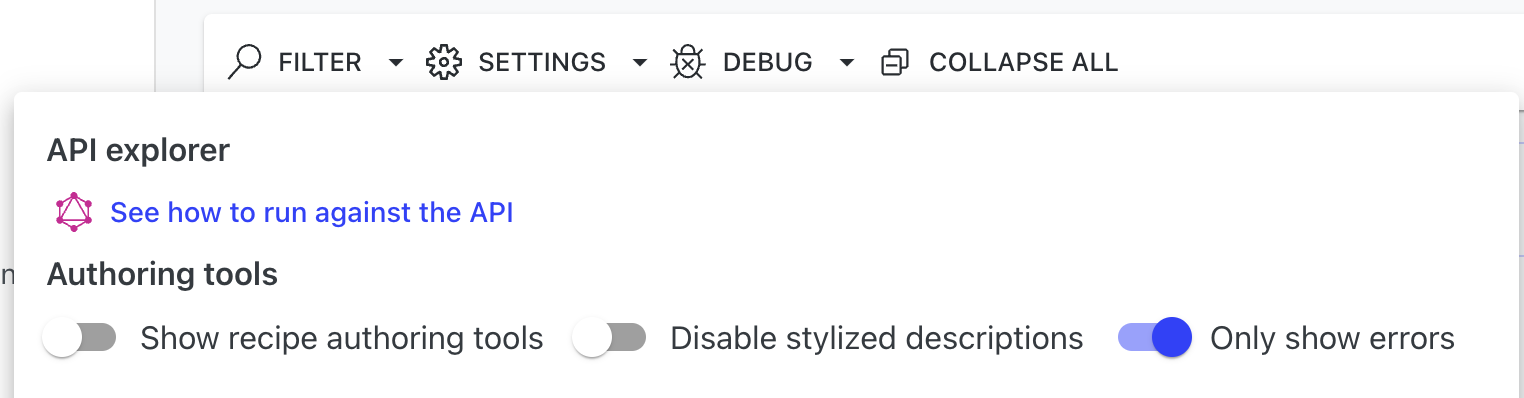 FILTER SETTINGS DEBUG COLLAPSE ALL
API explorer
See how to run against the API
Authoring tools
Show recipe authoring tools Disable stylized descriptions Only show errors